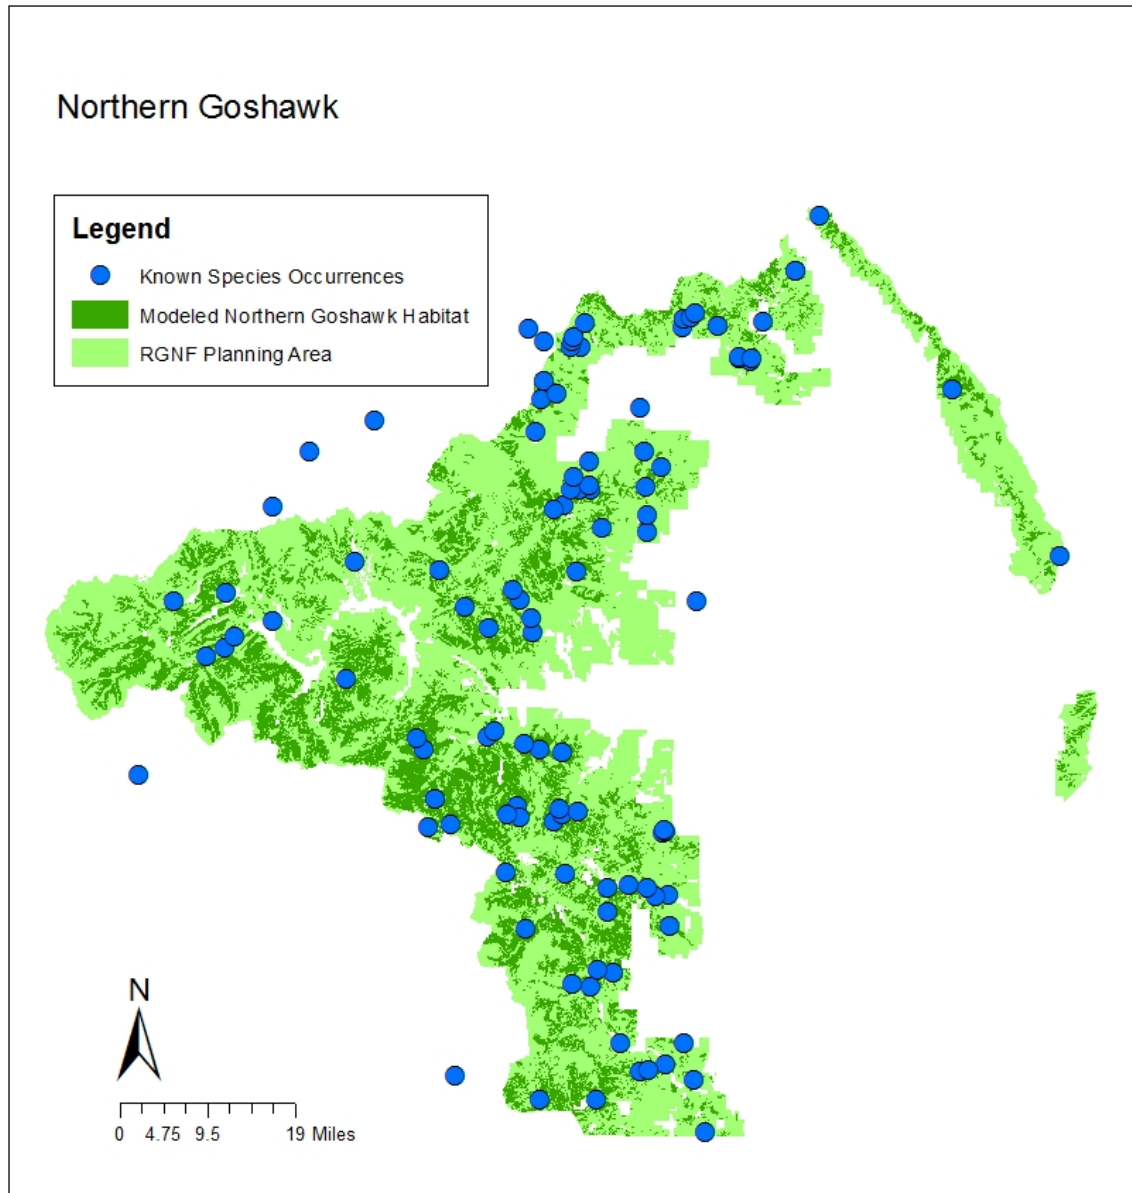 Northern Goshawk
Legend
Known Species Occurrences
Modeled Northern Goshawk Habitat
RGNF Planning Area
N
0 4.75 9.5 19 Miles